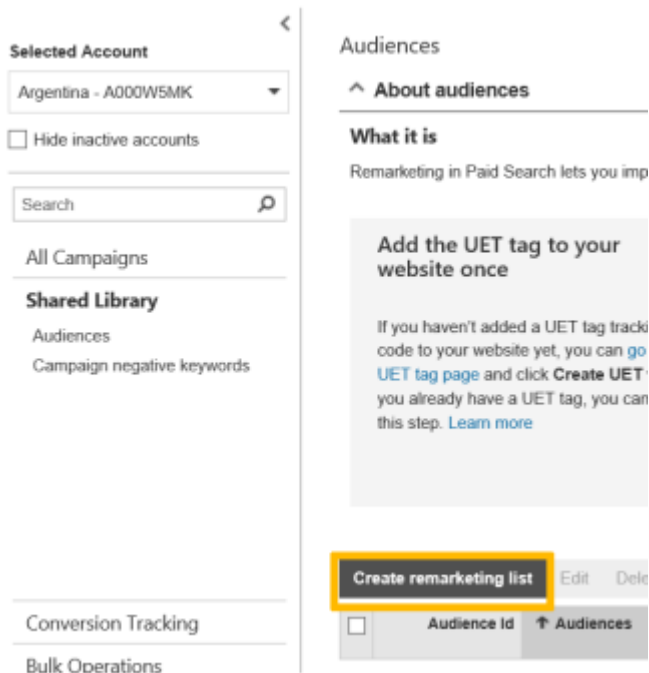 Selected Account
Argentina - A000W5MK
Hide inactive accounts
Search
All Campaigns
Shared Library
Audiences
Campaign negative keywords
Conversion Tracking
Bulk Operations
Audiences
About audiences
What it is
Remarketing in Paid Search lets you imp
Add the UET tag to your
website once
If you haven't added a UET tag tracki
code to your website yet, you can go
UET tag page and click Create UET
you already have a UET tag, you can
this step. Learn more
Create remarketing list Edit Dele
Audience Id Audiences